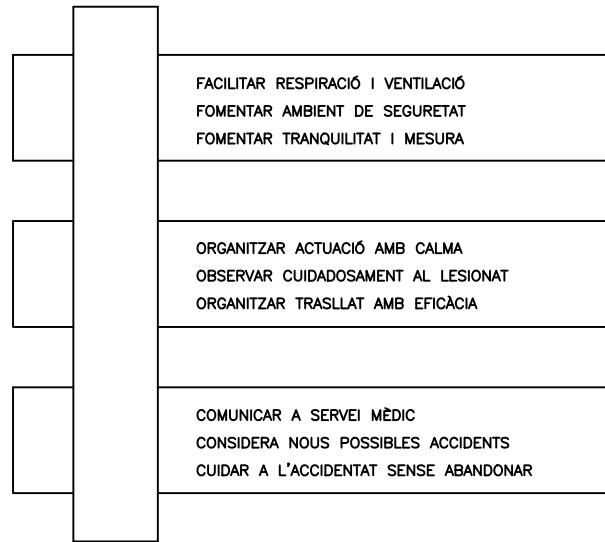 FACILITAR RESPIRACIÓ I VENTILACIÓ
FOMENTAR AMBIENT DE SEGURETAT
FOMENTAR TRANQUILITAT I MESURA
ORGANITZAR ACTUACIÓ AMB CALMA
OBSERVAR CUIDADOSAMENT AL LESIONAT
ORGANITZAR TRASLLAT AMB EFICÀCIA
COMUNICAR A SERVEI MÈDIC
CONSIDERA NOUS POSSIBLES ACCIDENTS
CUIDAR A L'ACCIDENTAT SENSE ABANDONAR